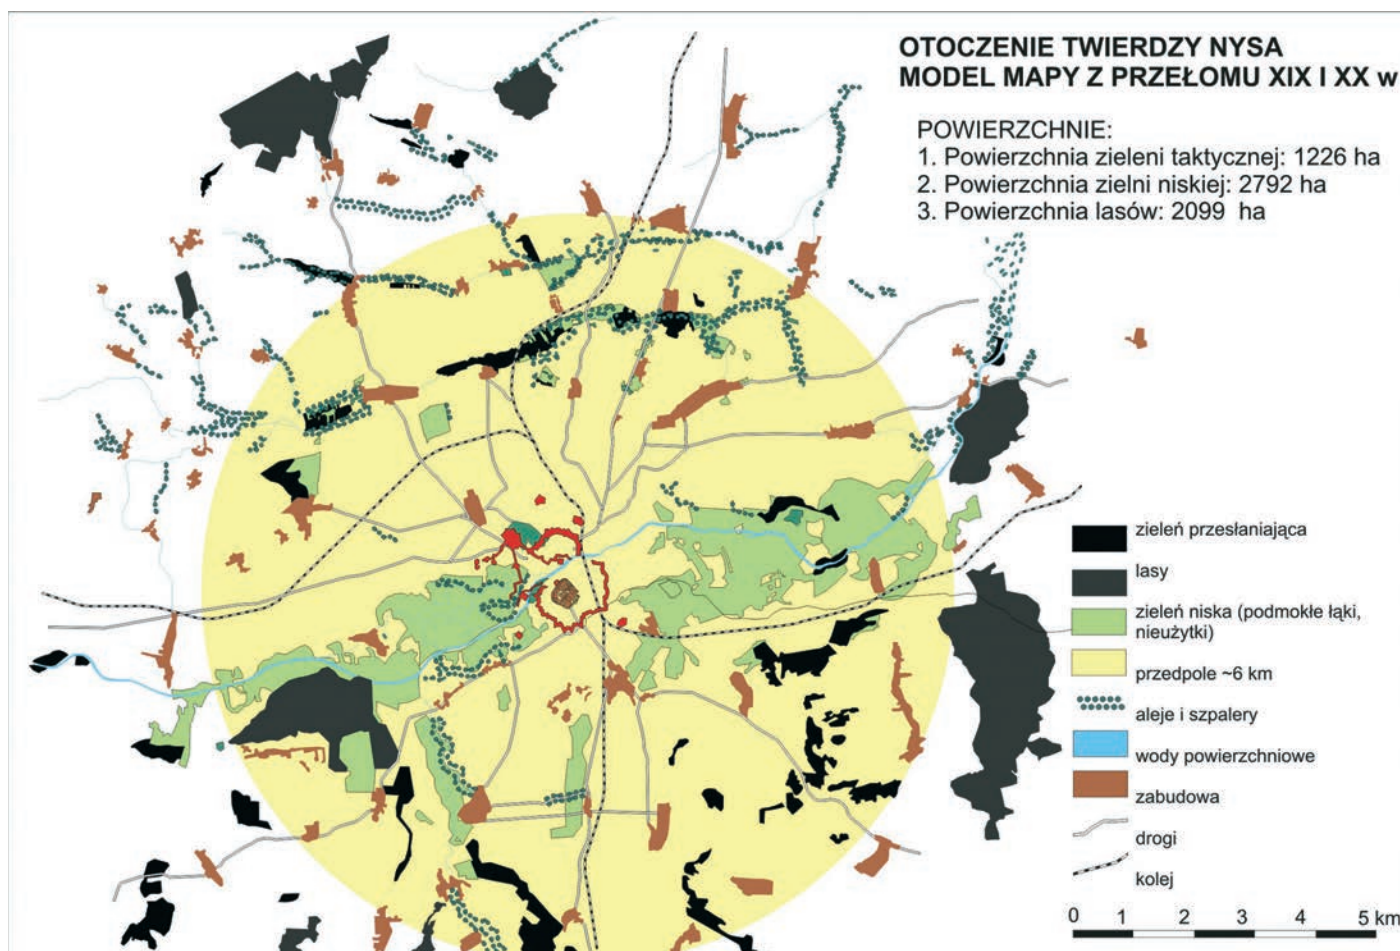 OTOCZENIE TWIERDZY NYSA
MODEL MAPY Z PRZEŁOMU XIX I XX w
POWIERZCHNIE:
1. Powierzchnia zieleni taktycznej: 1226 ha
2. Powierzchnia zielni niskiej: 2792 ha
3. Powierzchnia lasów: 2099 ha
zieleń przesłaniająca
lasy
zieleń niska (podmokłe łąki,
nieużytki)
przedpole ~6 km
aleje i szpalery
wody powierzchniowe
zabudowa
drogi
kolej
0 1 2 3 4 5 km